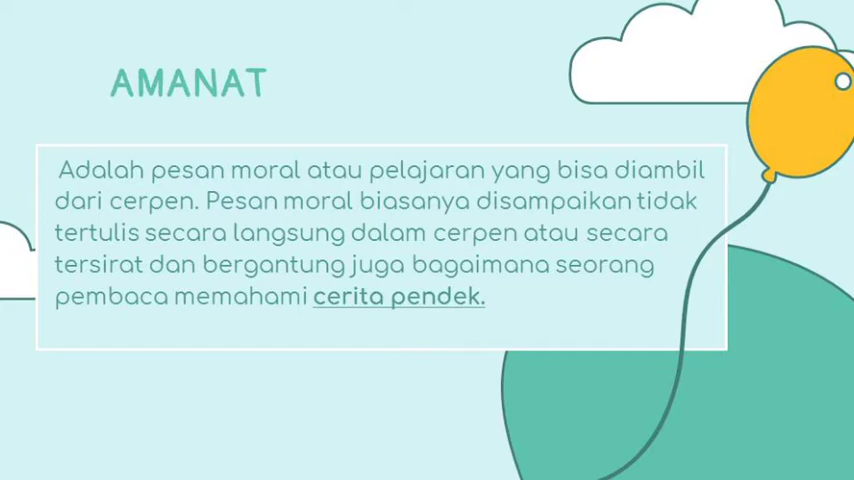 AMANAT
Adalah pesan moral atau pelajaran yang bisa diambil
dari cerpen. Pesan moral biasanya disampaikan tidak
tertulis secara langsung dalam cerpen atau secara
tersirat dan bergantung juga bagaimana seorang
pembaca memahami cerita pendek.